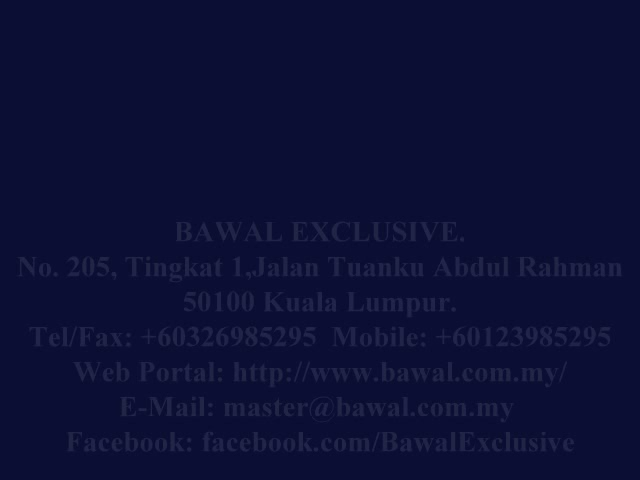 BAWAL EXCLUSIVE.
No. 205, Tingkat 1,Jalan Tuanku Abdul Rahman
50100 Kuala Lumpur.
Tel/Fax: +60326985295  Mobile: +60123985295
Web Portal: http://www.bawal.com.my/
E-Mail: master@bawal.com.my
Facebook: facebook.com/BawalExclusive